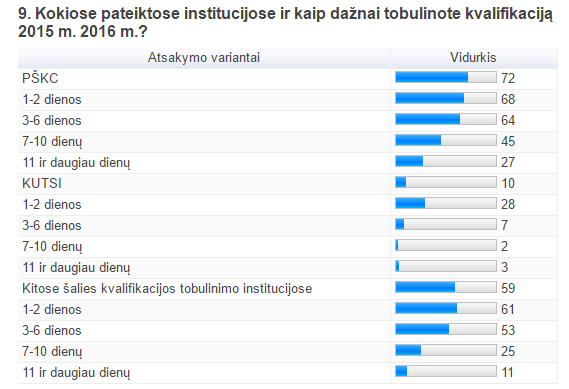 9. Kokiose pateiktose institucijose ir kaip dažnai tobulinote kvalifikaciją
2015 m. 2016 m.?
Atsakymo variantai Vidurkis
PŠKC 72
1-2 dienos 68
3-6 dienos 64
7-10 dienų 45
11 ir daugiau dienų 27
KUTSI 10
1-2 dienos 28
3-6 dienos 7
7-10 dienų 2
11 ir daugiau dienų 3
Kitose šalies kvalifikacijos tobulinimo institucijose 59
1-2 dienos 61
3-6 dienos 53
7-10 dienų 25
11 ir daugiau dienų 11